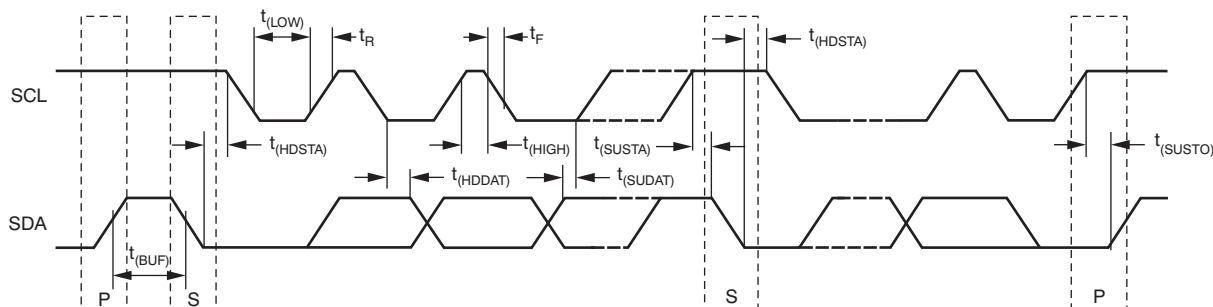 t(LOW)
tR
tF
t(HDSTA)
SCL
t(HDSTA)
t(HIGH)
t(SUSTA)
t(SUSTO)
t(HDDAT)
t(SUDAT)
SDA
t(BUF)
P
S
S
P